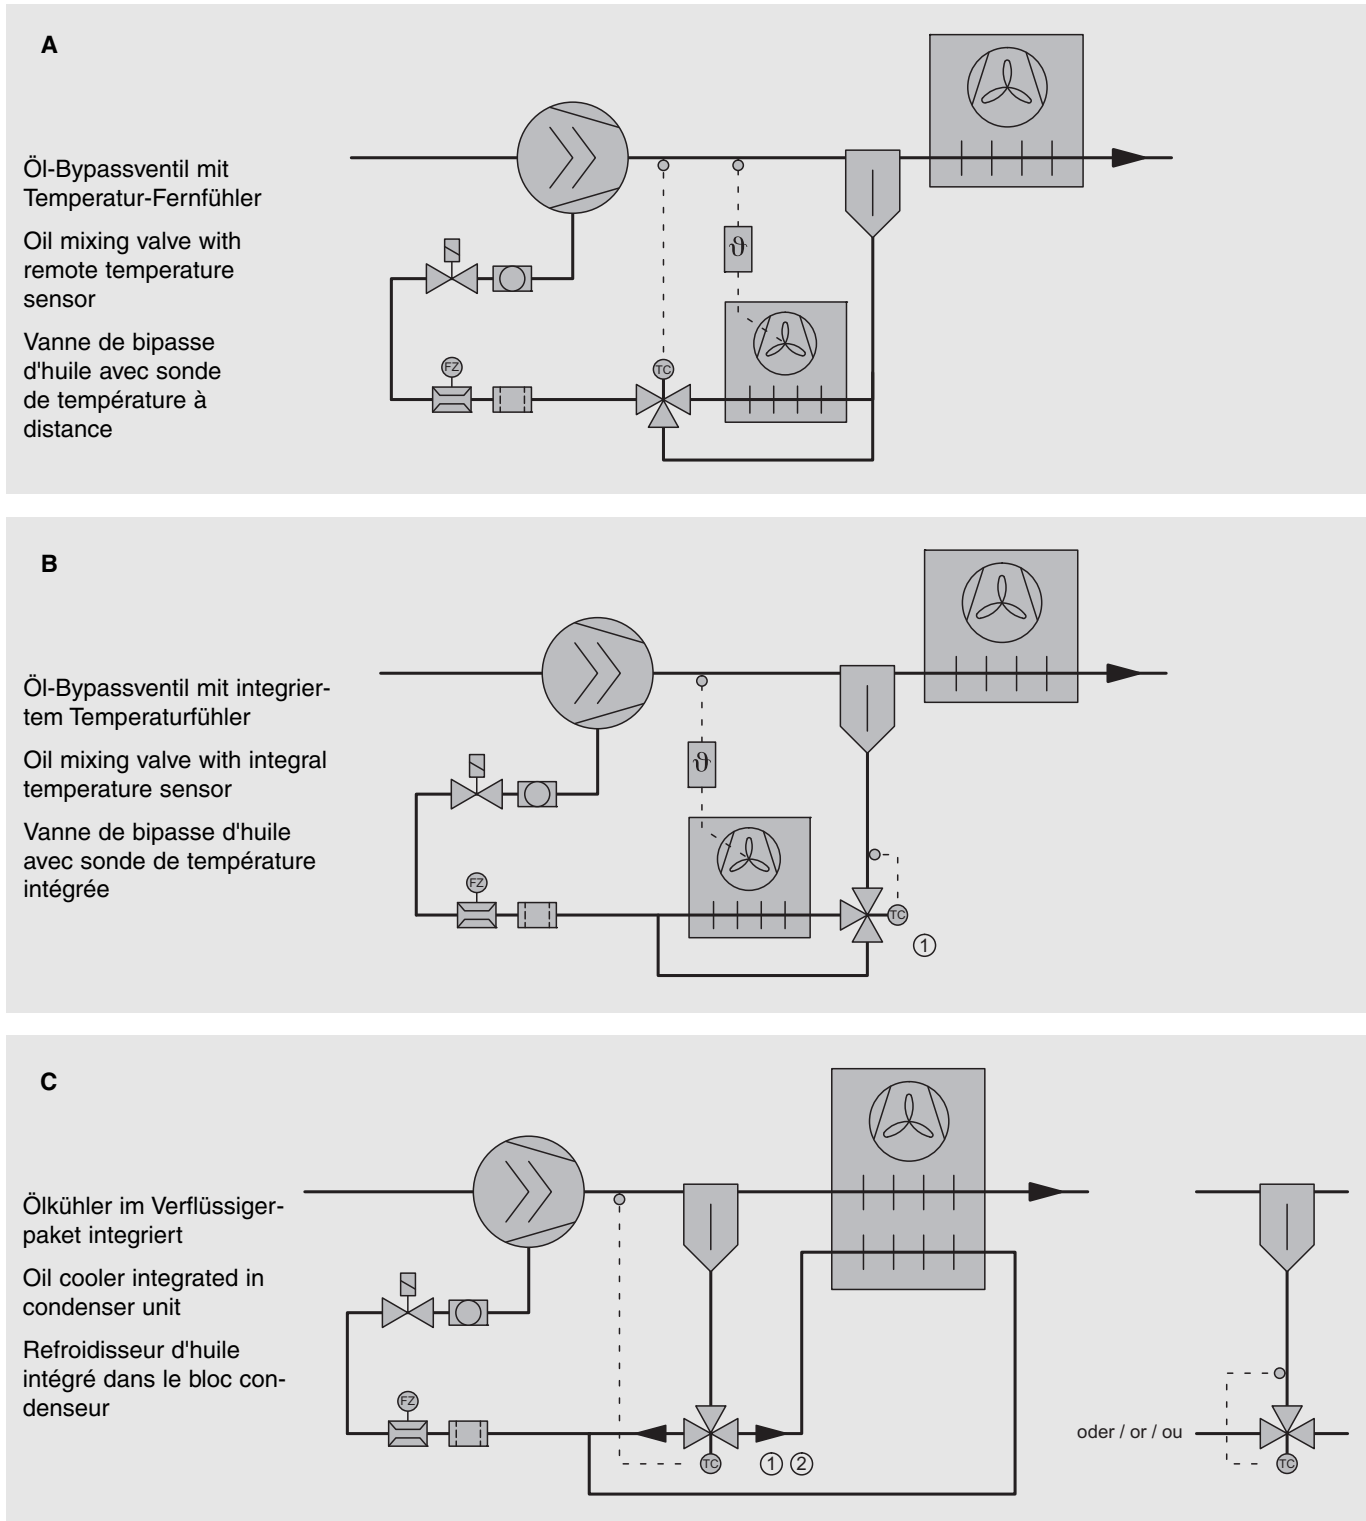 A
Öl-Bypassventil mit
Temperatur-Fernfühler
Oil mixing valve with
remote temperature
sensor
Vanne de bipasse
d'huile avec sonde
de température à
distance
ϑ
FZ
TC
B
Öl-Bypassventil mit integrier-
tem Temperaturfühler
Oil mixing valve with integral
temperature sensor
Vanne de bipasse d'huile
avec sonde de température
intégrée
ϑ
FZ
TC
①
C
Ölkühler im Verflüssiger-
paket integriert
Oil cooler integrated in
condenser unit
Refroidisseur d'huile
intégré dans le bloc con-
denseur
FZ
TC
① ②
oder / or / ou
TC